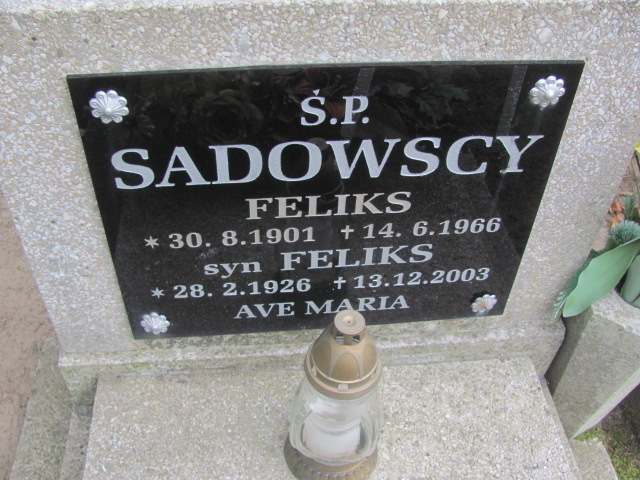 Ś.P.
SADOWSCY
FELIKS
* 30. 8.1901 ✝ 14. 6.1966
syn FELIKS
* 28. 2.1926 ✝ 13.12.2003
AVE MARIA